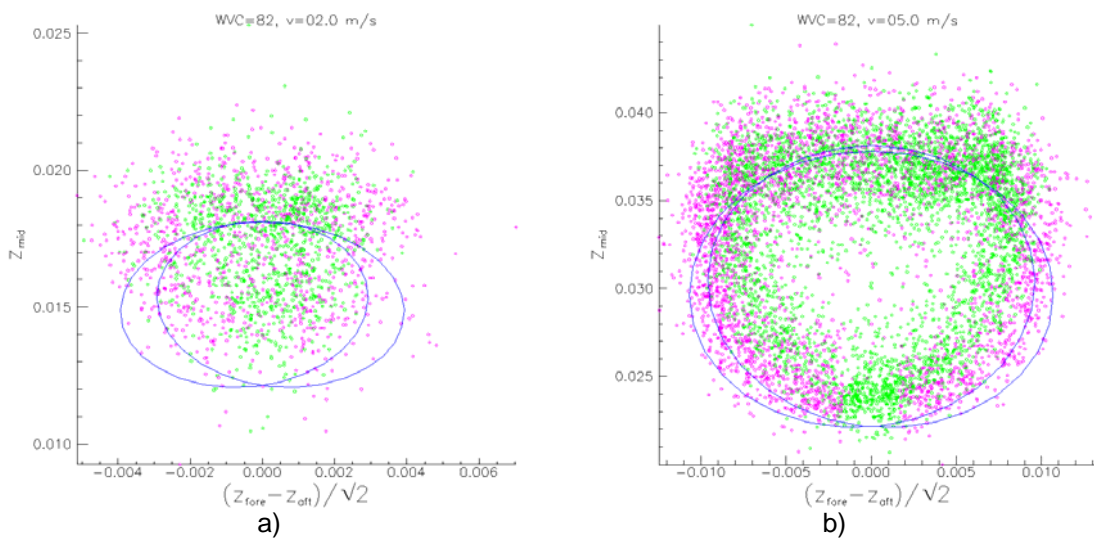 WVC=82, v=02.0 m/s
0.025
0.020
0.015
0.010
Z_mid
−0.004 −0.002 0.000 0.002 0.004 0.006
(Z_fore−Z_aft)/√2
a)
WVC=82, v=05.0 m/s
0.040
0.035
0.030
0.025
Z_mid
−0.010 −0.005 0.000 0.005 0.010
(Z_fore−Z_aft)/√2
b)